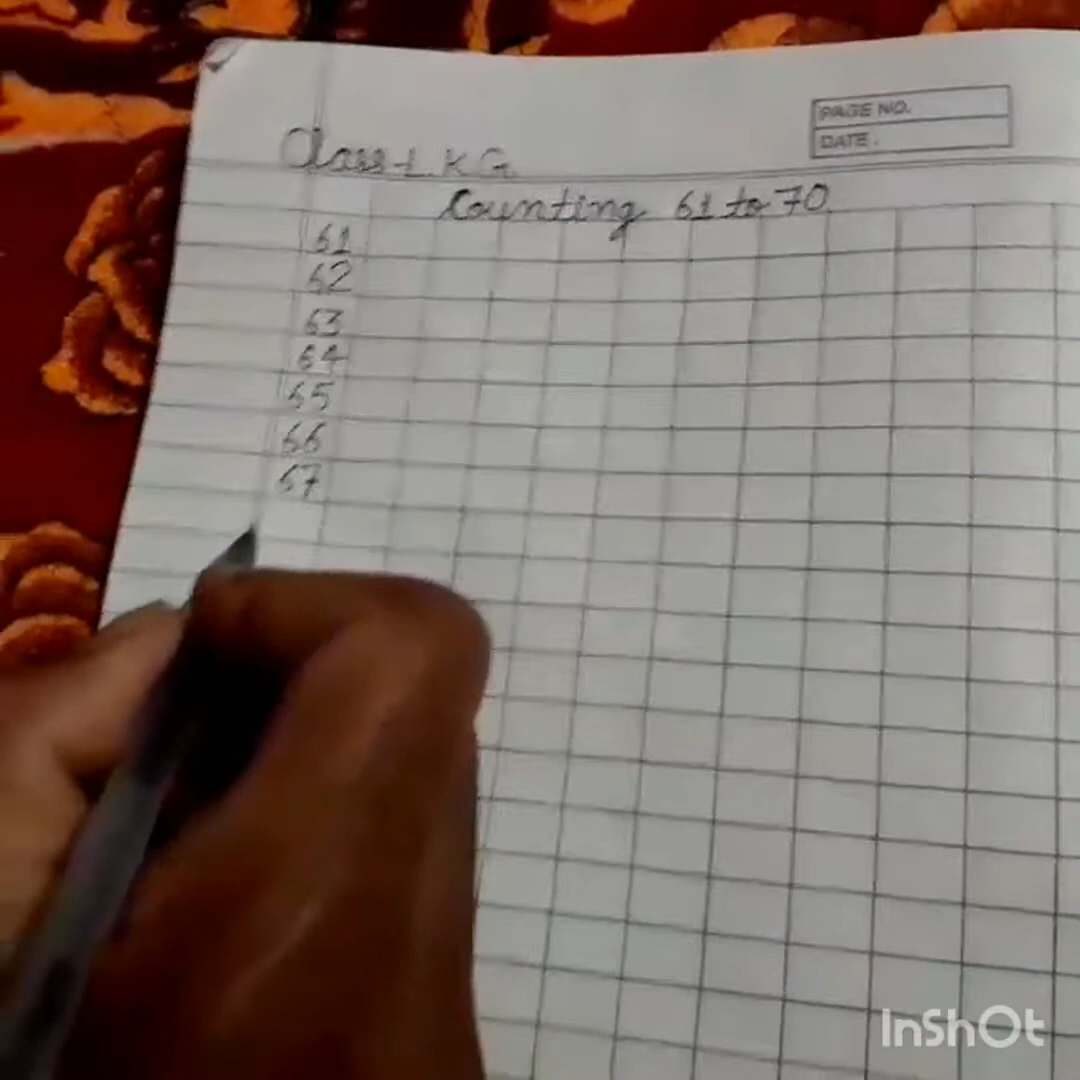 PAGE NO.
DATE.
Class-L.K.G.
Counting 61 to 70
61
62
63
64
65
66
67
InShOt